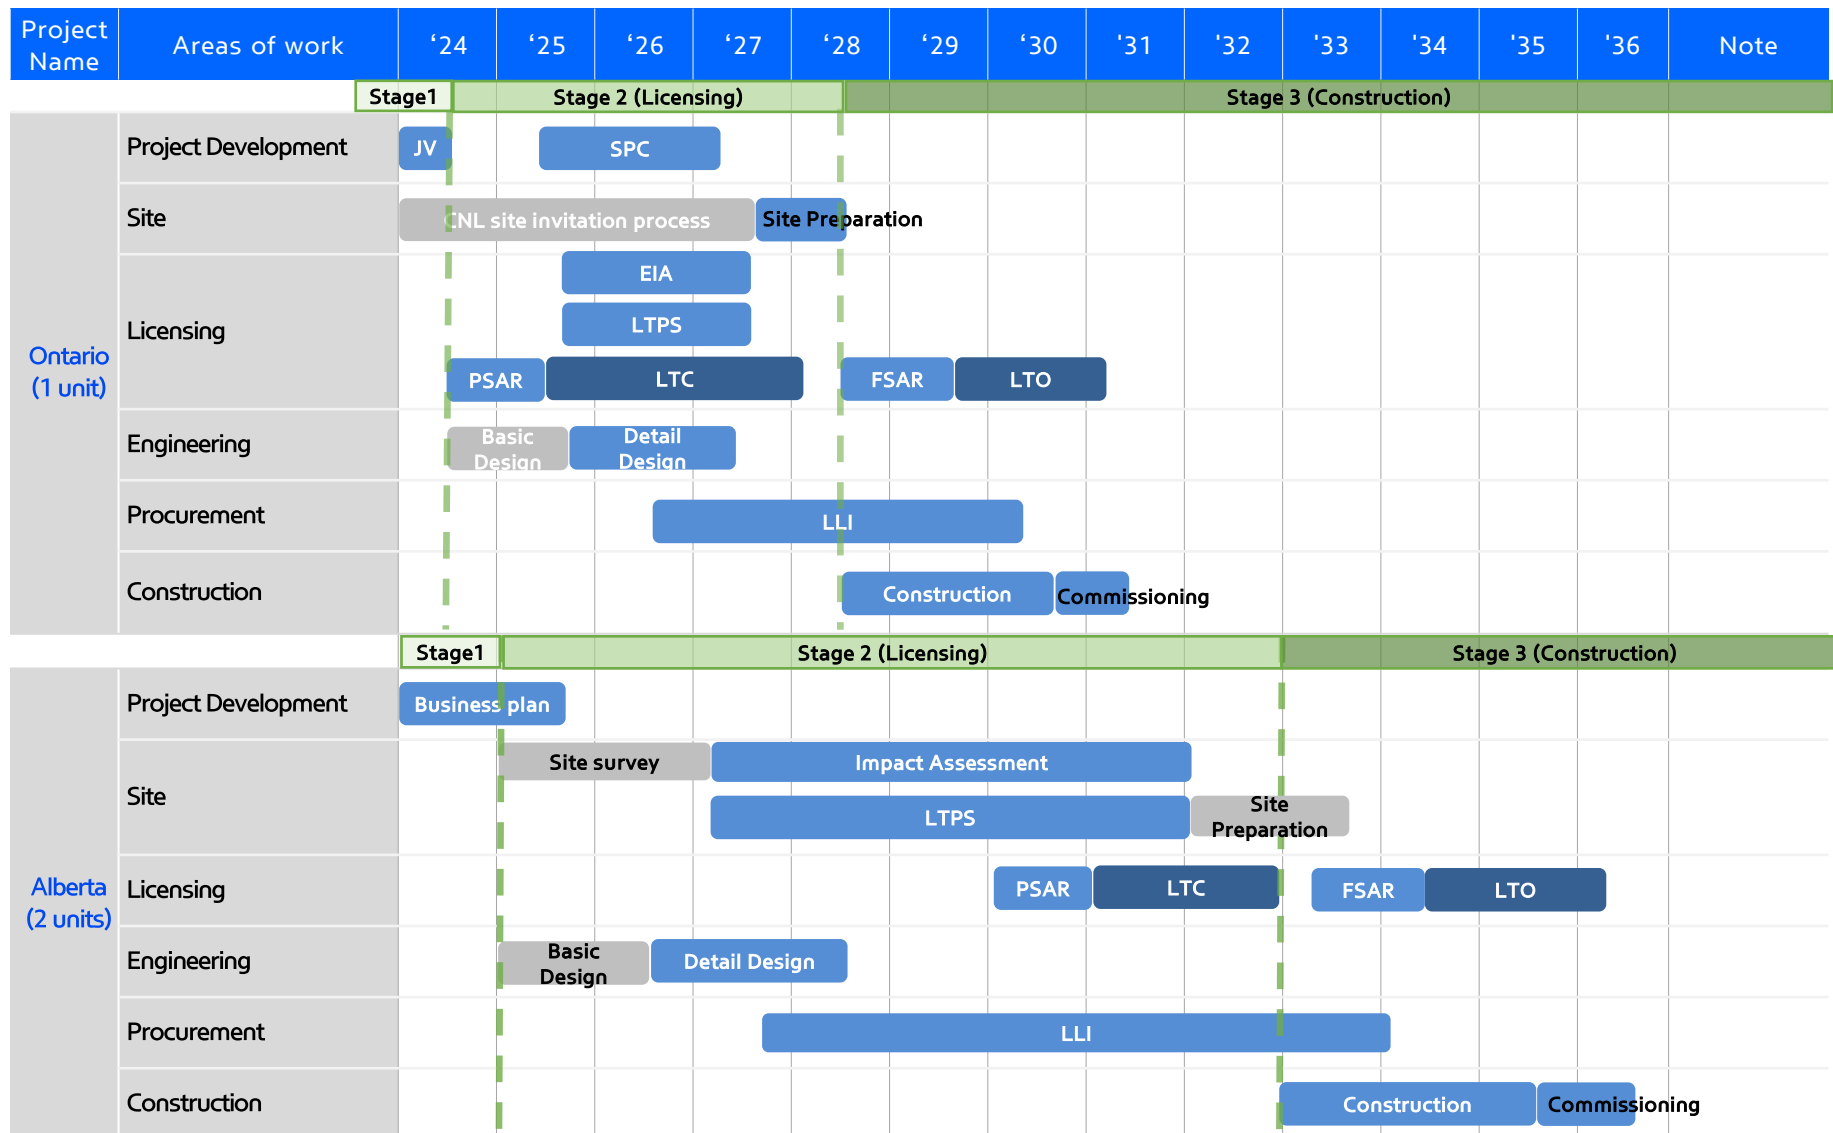 Project
Name
Areas of work
‘24
‘25
‘26
‘27
‘28
‘29
‘30
'31
'32
'33
'34
'35
'36
Note
Stage1
Stage 2 (Licensing)
Stage 3 (Construction)
Ontario
(1 unit)
Project Development
JV
SPC
Site
CNL site invitation process
Site Preparation
Licensing
EIA
LTPS
PSAR
LTC
FSAR
LTO
Engineering
Basic
Design
Detail
Design
Procurement
LLI
Construction
Construction
Commissioning
Stage1
Stage 2 (Licensing)
Stage 3 (Construction)
Alberta
(2 units)
Project Development
Business plan
Site
Site survey
Impact Assessment
LTPS
Site
Preparation
Licensing
PSAR
LTC
FSAR
LTO
Engineering
Basic
Design
Detail Design
Procurement
LLI
Construction
Construction
Commissioning